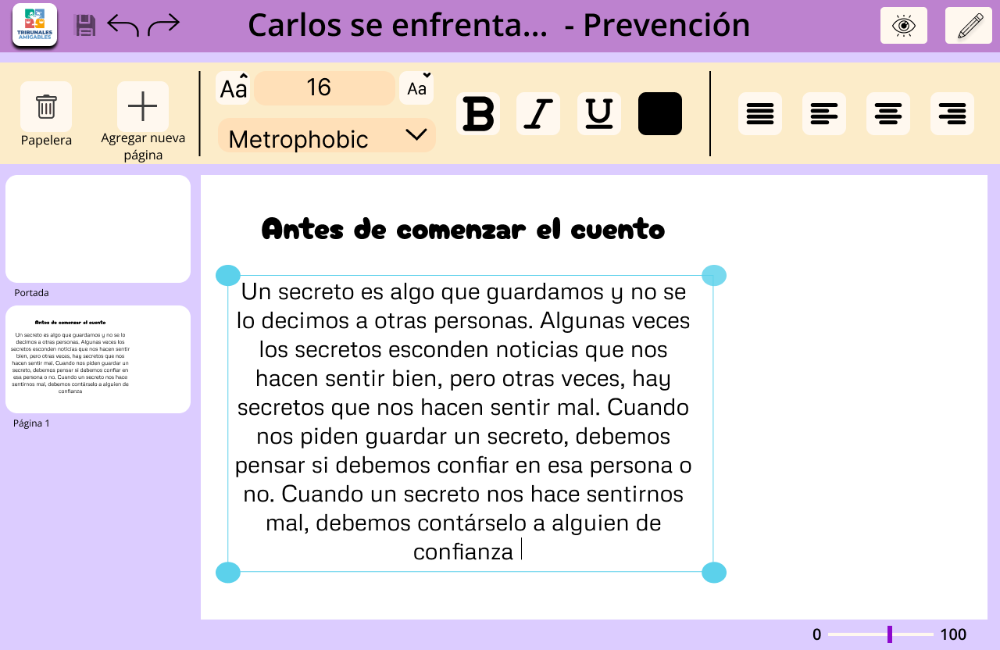 TRIBUNALES
AMIGABLES
Carlos se enfrenta...  - Prevención
Papelera
Agregar nueva
página
Aa
16
Aa
Metrophobic
B I U
Portada
Antes de comenzar el cuento
Un secreto es algo que guardamos y no se lo
decimos a otras personas. Algunas veces los
secretos esconden noticias que nos hacen sentir
bien, pero otras veces, hay secretos que nos
hacen sentir mal. Cuando nos piden guardar un
secreto, debemos pensar si debemos confiar en
esa persona o no. Cuando un secreto nos hace
sentirnos mal, debemos contárselo a alguien de
confianza
Página 1
Antes de comenzar el cuento
Un secreto es algo que guardamos y no se
lo decimos a otras personas. Algunas veces
los secretos esconden noticias que nos
hacen sentir bien, pero otras veces, hay
secretos que nos hacen sentir mal. Cuando
nos piden guardar un secreto, debemos
pensar si debemos confiar en esa persona o
no. Cuando un secreto nos hace sentirnos
mal, debemos contárselo a alguien de
confianza
0 100